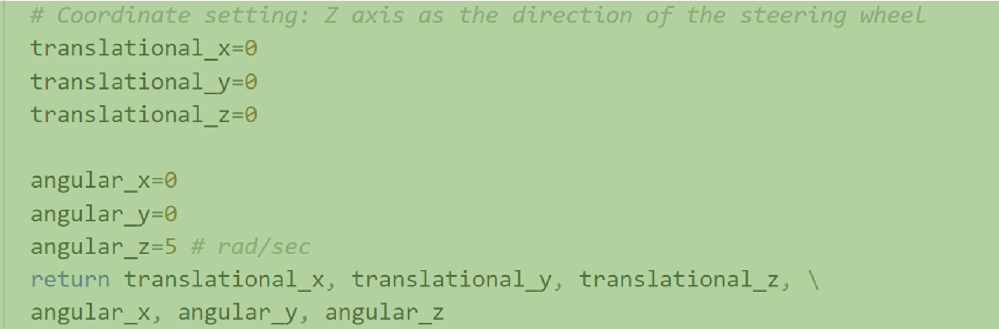 # Coordinate setting: Z axis as the direction of the steering wheel
translational_x=0
translational_y=0
translational_z=0
angular_x=0
angular_y=0
angular_z=5 # rad/sec
return translational_x, translational_y, translational_z, \
angular_x, angular_y, angular_z